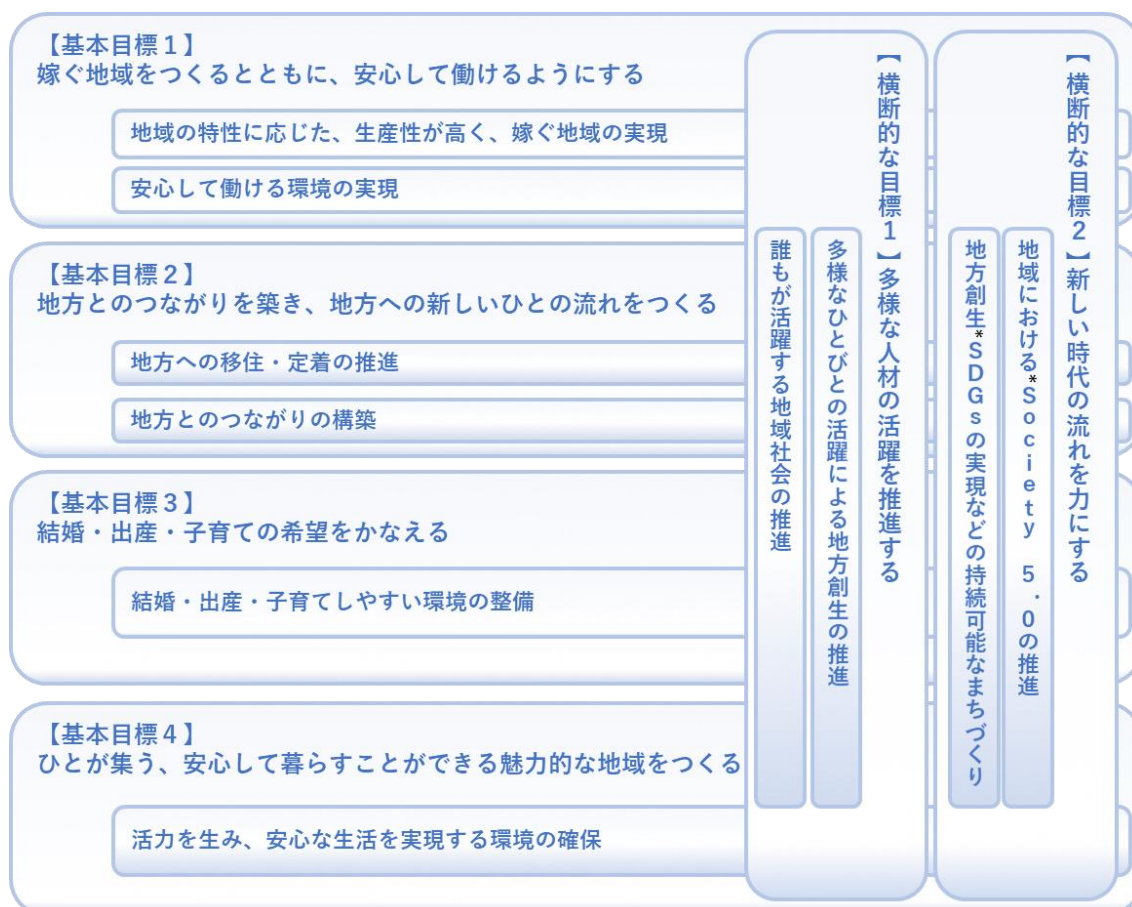 【基本目標１】
嫁ぐ地域をつくるとともに、安心して働けるようにする
地域の特性に応じた、生産性が高く、嫁ぐ地域の実現
安心して働ける環境の実現
【基本目標２】
地方とのつながりを築き、地方への新しいひとの流れをつくる
地方への移住・定着の推進
地方とのつながりの構築
【基本目標３】
結婚・出産・子育ての希望をかなえる
結婚・出産・子育てしやすい環境の整備
【基本目標４】
ひとが集う、安心して暮らすことができる魅力的な地域をつくる
活力を生み、安心な生活を実現する環境の確保
【横断的な目標１】多様な人材の活躍を推進する
多様なひとびとの活躍による地方創生の推進
誰もが活躍する地域社会の推進
【横断的な目標２】新しい時代の流れを力にする
地域における*Society 5.0の推進
地方創生*SDGsの実現などの持続可能なまちづくり